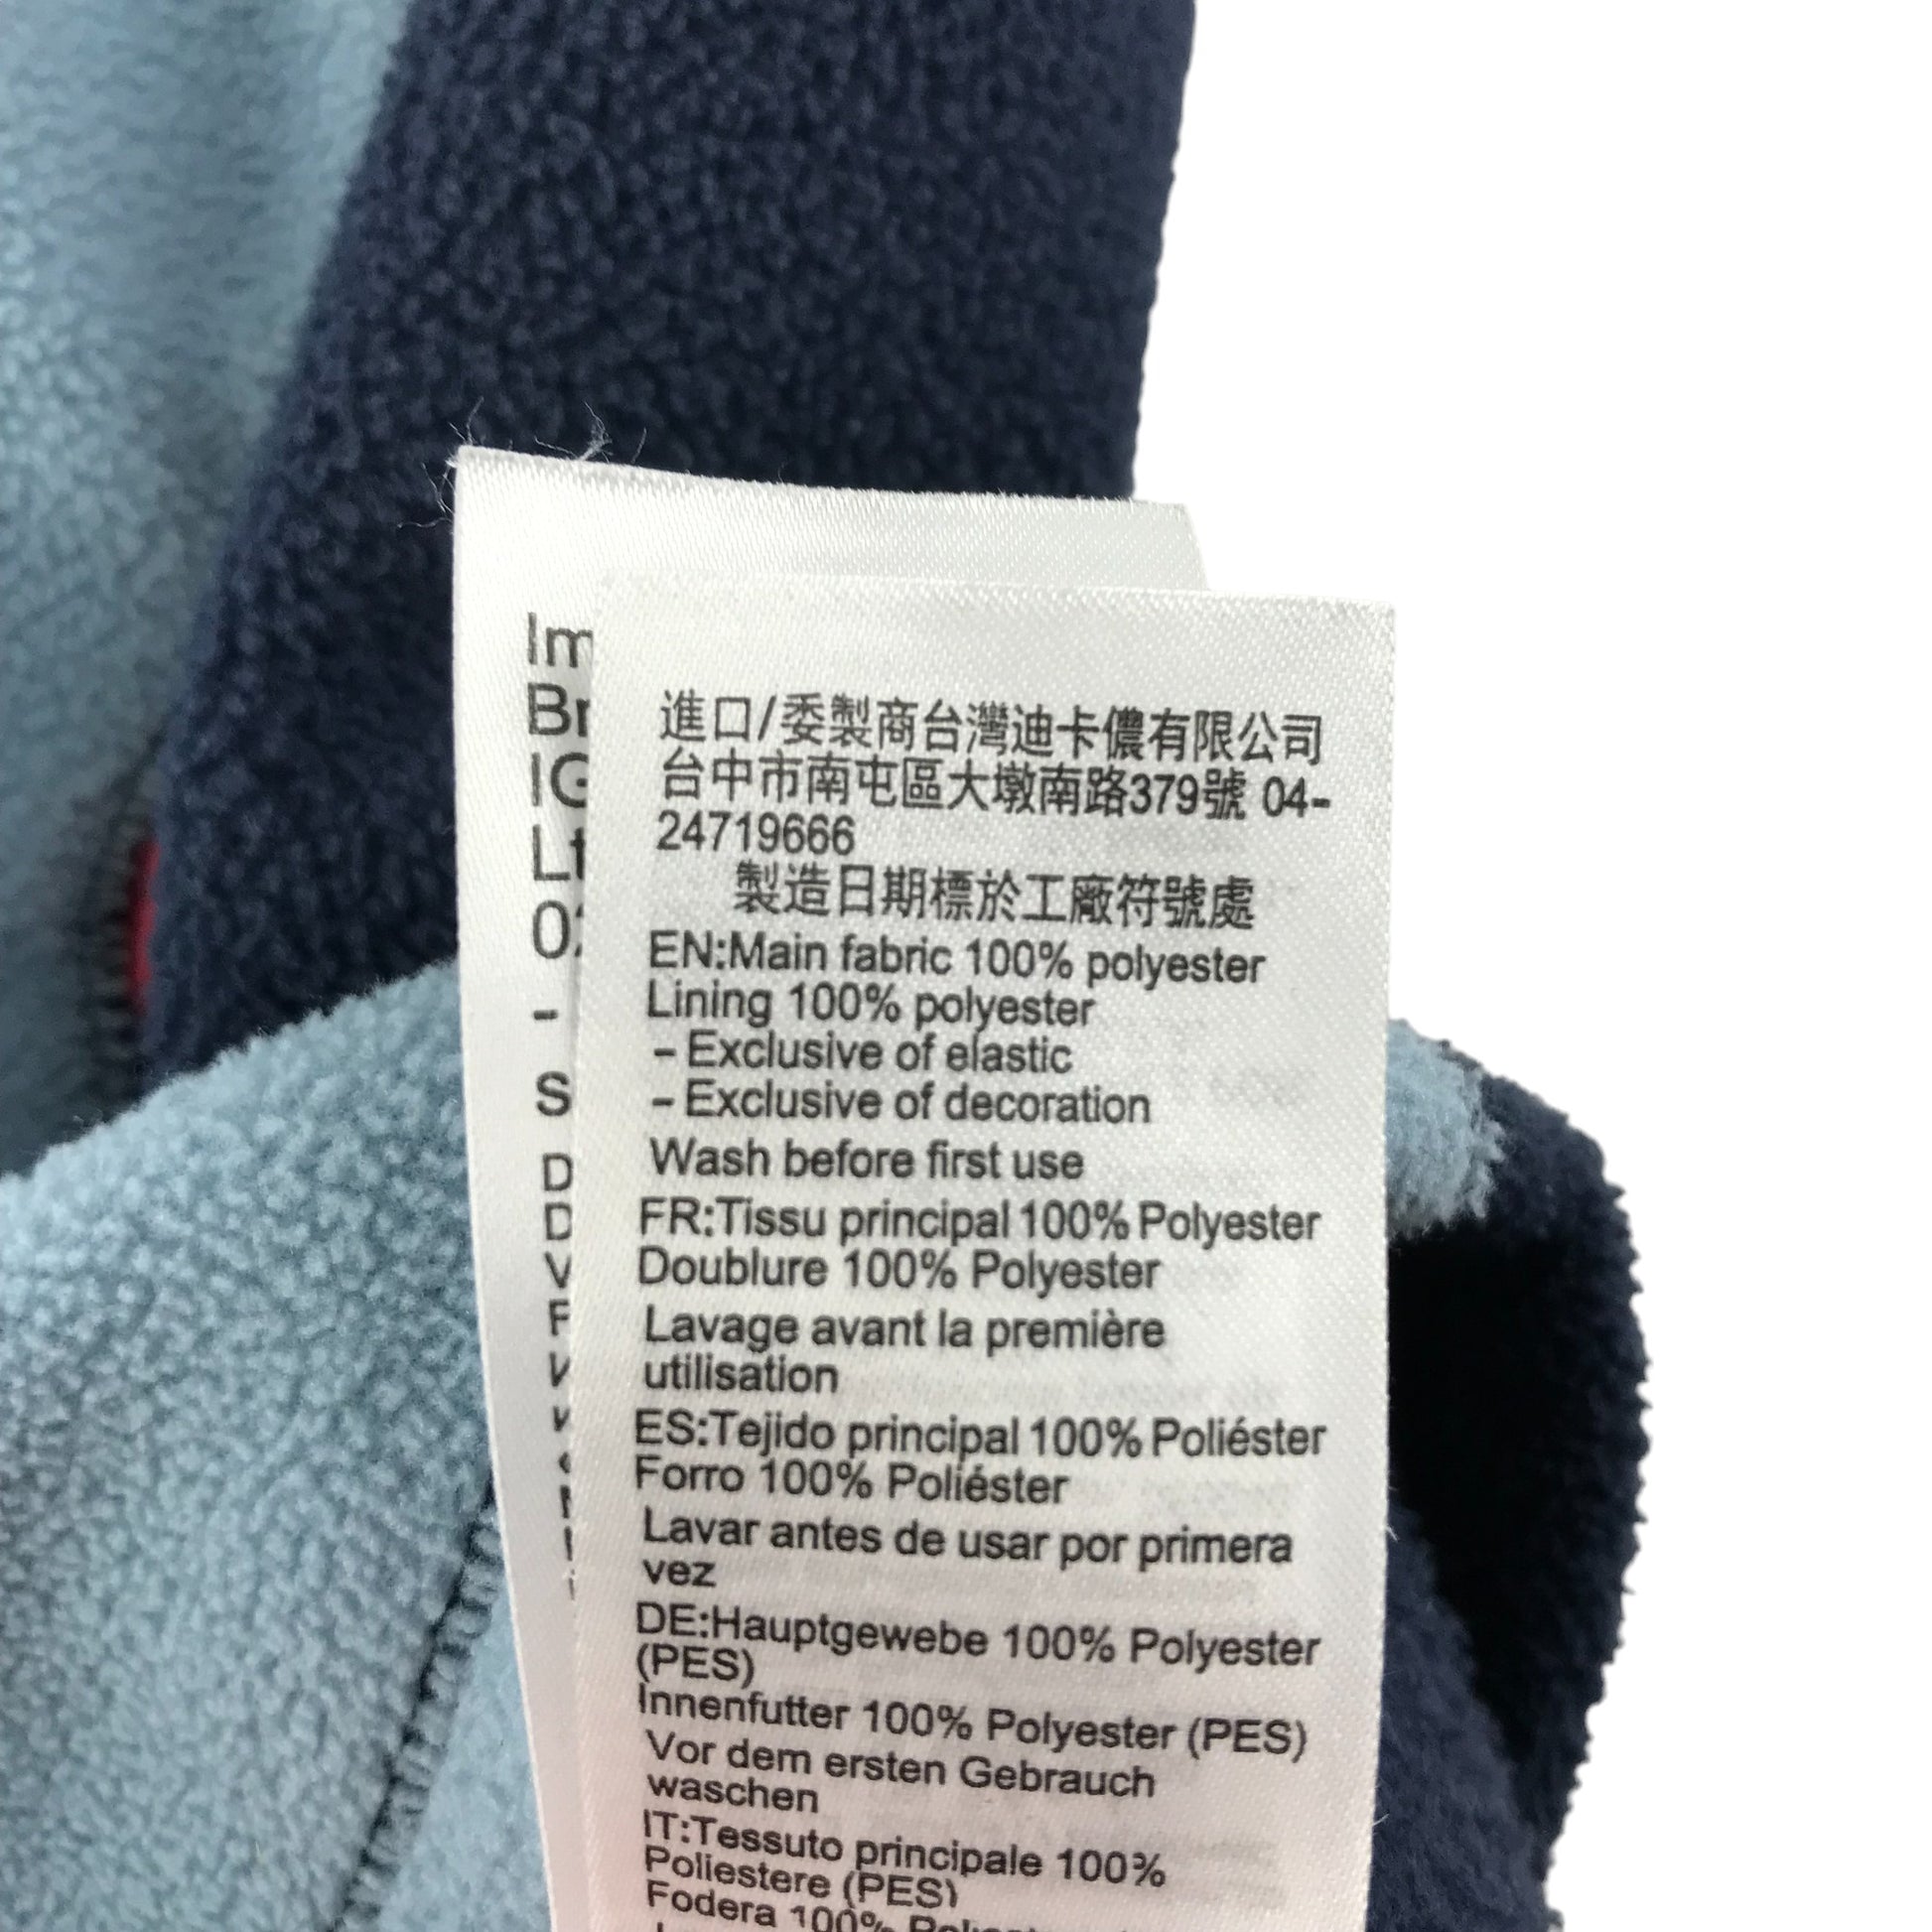 進口/委製商台灣迪卡儂有限公司
台中市南屯區大墩南路379號 04-
24719666
製造日期標於工廠符號處
EN:Main fabric 100% polyester
Lining 100% polyester
– Exclusive of elastic
– Exclusive of decoration
Wash before first use
FR:Tissu principal 100% Polyester
Doublure 100% Polyester
Lavage avant la première
utilisation
ES:Tejido principal 100% Poliéster
Forro 100% Poliéster
Lavar antes de usar por primera
vez
DE:Hauptgewebe 100% Polyester
(PES)
Innenfutter 100% Polyester (PES)
Vor dem ersten Gebrauch
waschen
IT:Tessuto principale 100%
Poliestere (PES)
Fodera 100%